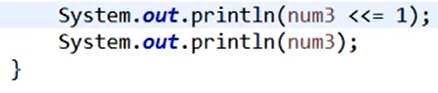 System.out.println(num3 <<= 1);
System.out.println(num3);
}